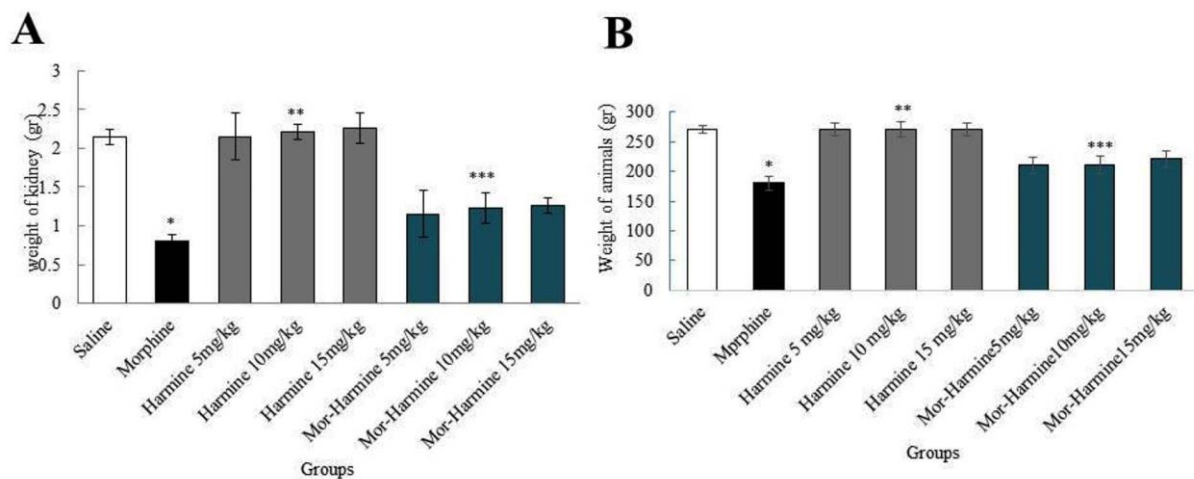 A
weight of kidney (gr)
3
2.5
2
1.5
1
0.5
0
*
**
***
Saline
Morphine
Harmine 5mg/kg
Harmine 10mg/kg
Harmine 15mg/kg
Mor-Harmine 5mg/kg
Mor-Harmine 10mg/kg
Mor-Harmine 15mg/kg
Groups
B
Weight of animals (gr)
300
250
200
150
100
50
0
*
**
***
Saline
Mprphine
Harmine 5 mg/kg
Harmine 10 mg/kg
Harmine 15 mg/kg
Mor-Harmine5mg/kg
Mor-Harmine10mg/kg
Mor-Harmine15mg/kg
Groups